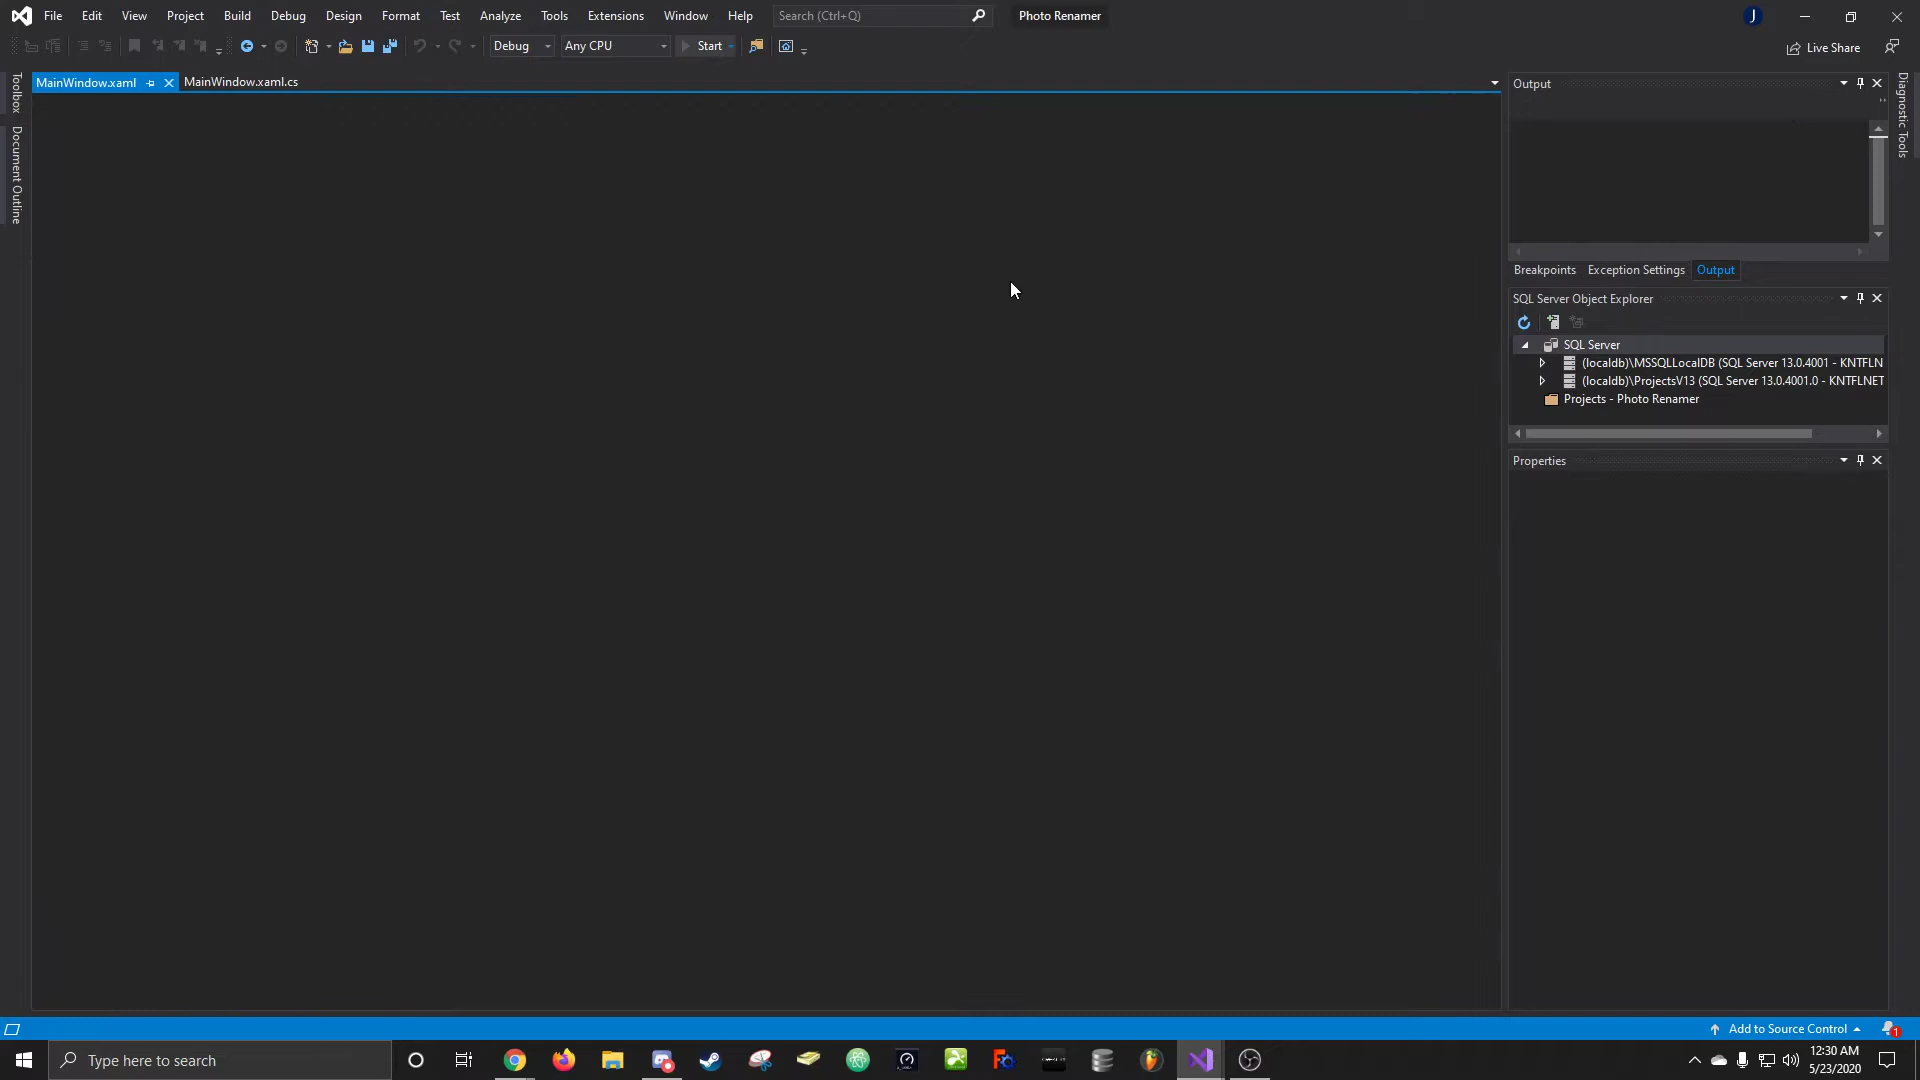 File Edit View Project Build Debug Design Format Test Analyze Tools Extensions Window Help Search (Ctrl+Q) Photo Renamer J
Debug Any CPU Start Live Share
MainWindow.xaml MainWindow.xaml.cs
Toolbox
Document Outline
Output
Breakpoints Exception Settings Output
SQL Server Object Explorer
SQL Server
(localdb)\MSSQLLocalDB (SQL Server 13.0.4001 - KNTFLN
(localdb)\ProjectsV13 (SQL Server 13.0.4001.0 - KNTFLNET
Projects - Photo Renamer
Properties
Diagnostic Tools
Add to Source Control 1
Type here to search
12:30 AM
5/23/2020